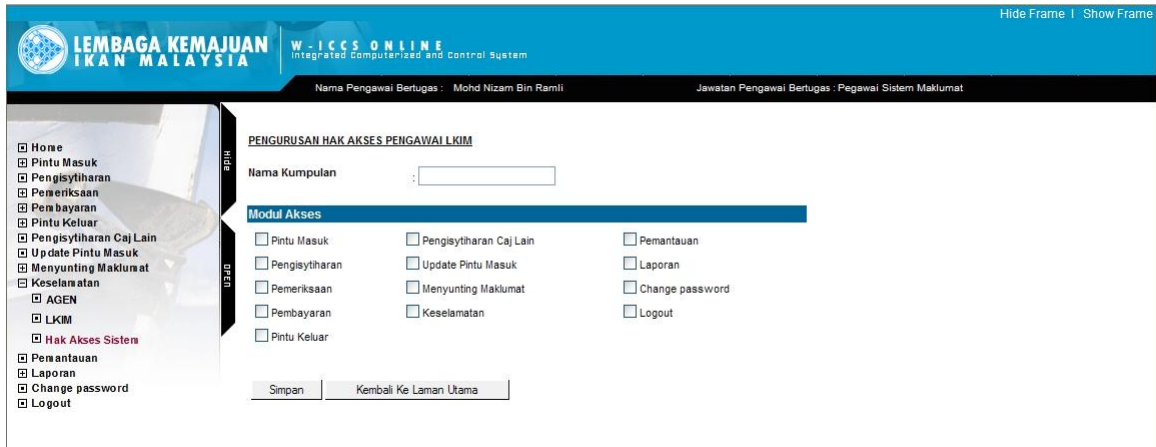 Hide Frame | Show Frame
LEMBAGA KEMAJUAN
IKAN MALAYSIA
W-ICCS ONLINE
Integrated Computerized and Control System
Nama Pengawai Bertugas : Mohd Nizam Bin Ramli
Jawatan Pengawai Bertugas : Pegawai Sistem Maklumat
Home
Pintu Masuk
Pengisytiharan
Pemeriksaan
Pembayaran
Pintu Keluar
Pengisytiharan Caj Lain
Update Pintu Masuk
Menyunting Maklumat
Keselamatan
AGEN
LKIM
Hak Akses Sistem
Pemantauan
Laporan
Change password
Logout
Hide
OPEN
PENGURUSAN HAK AKSES PENGAWAI LKIM
Nama Kumpulan :
Modul Akses
Pintu Masuk Pengisytiharan Caj Lain Pemantauan
Pengisytiharan Update Pintu Masuk Laporan
Pemeriksaan Menyunting Maklumat Change password
Pembayaran Keselamatan Logout
Pintu Keluar
Simpan Kembali Ke Laman Utama